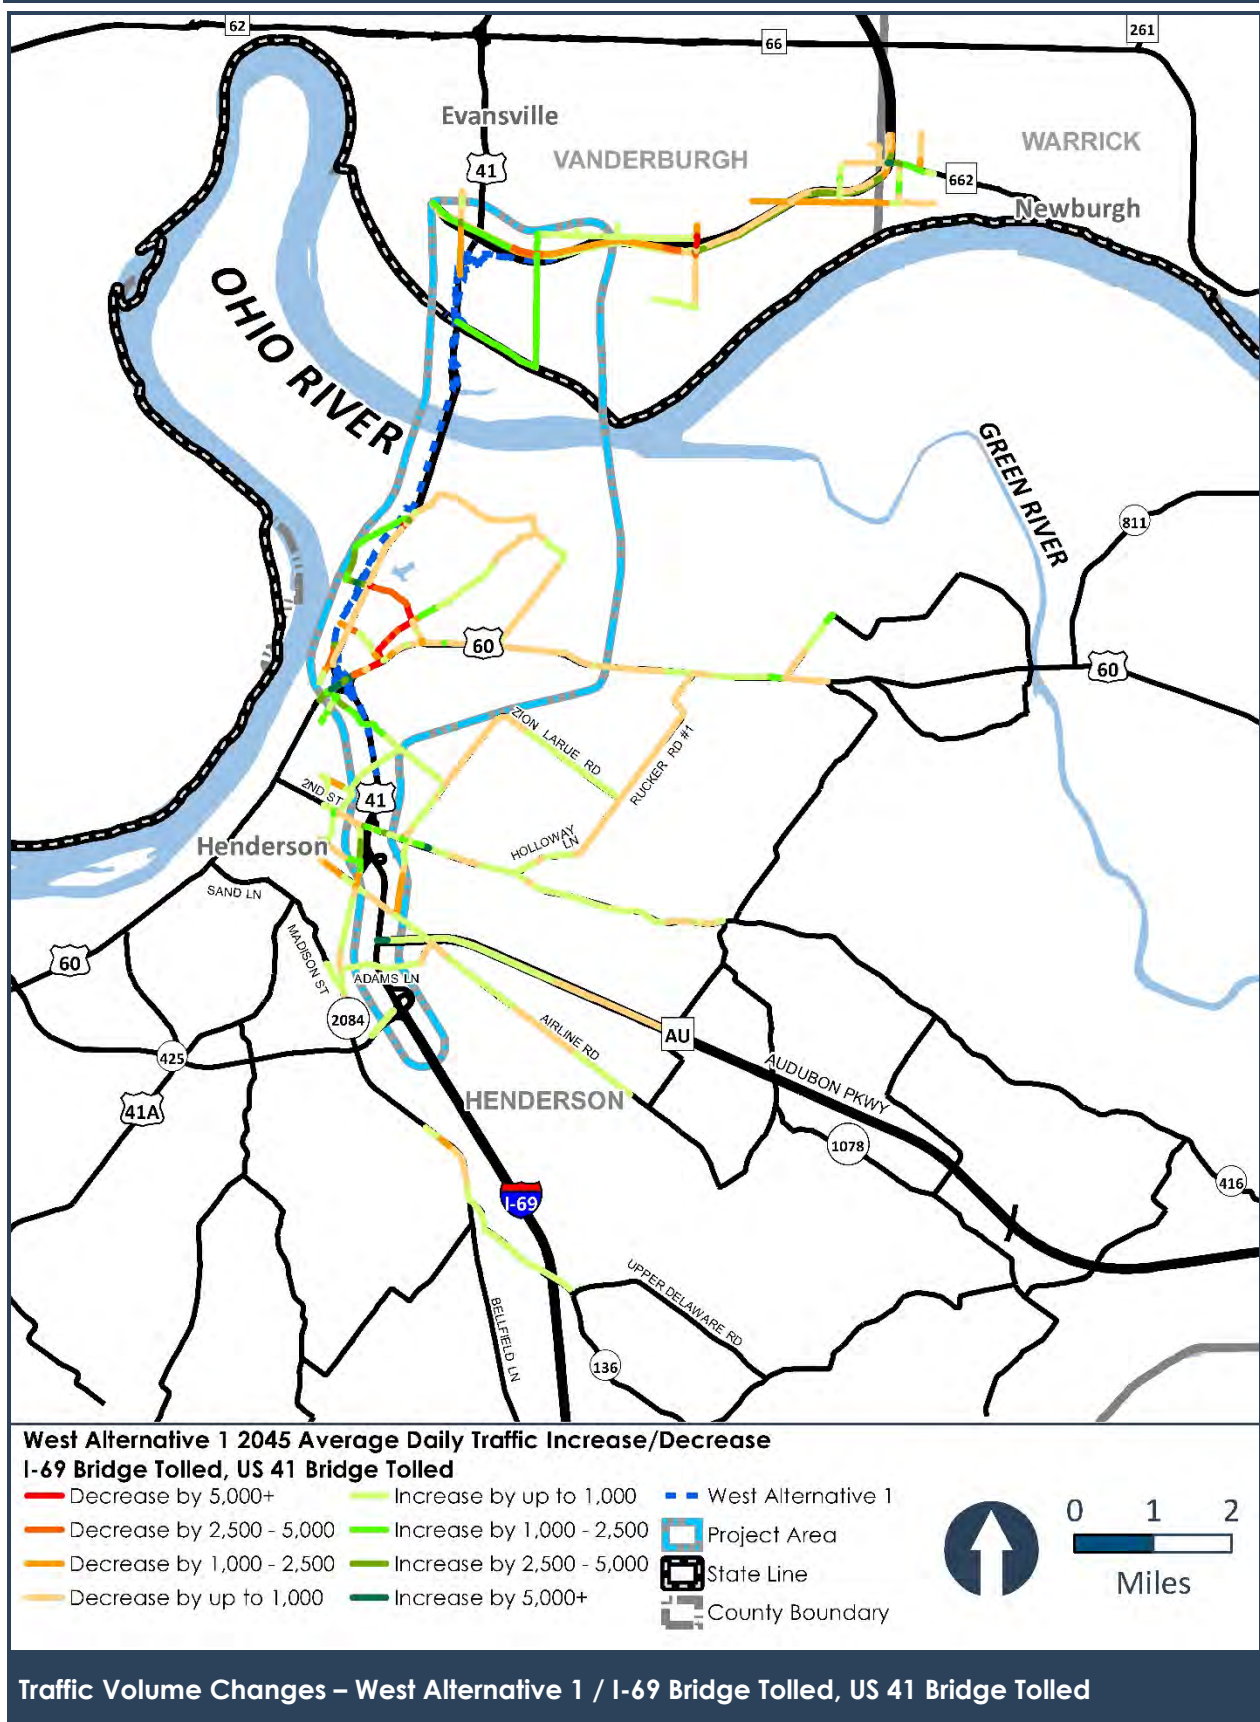 62
66
261
Evansville
VANDERBURGH
WARRICK
41
662
Newburgh
OHIO RIVER
GREEN RIVER
811
60
60
ZION LARUE RD
RUCKER RD #1
2ND ST
41
HOLLOWAY LN
Henderson
SAND LN
MADISON ST
60
ADAMS LN
2084
AIRLINE RD
AU
425
AUDUBON PKWY
41A
HENDERSON
1078
416
I-69
UPPER DELAWARE RD
BELLFIELD LN
136
West Alternative 1 2045 Average Daily Traffic Increase/Decrease
I-69 Bridge Tolled, US 41 Bridge Tolled
Decrease by 5,000+
Decrease by 2,500 - 5,000
Decrease by 1,000 - 2,500
Decrease by up to 1,000
Increase by up to 1,000
Increase by 1,000 - 2,500
Increase by 2,500 - 5,000
Increase by 5,000+
West Alternative 1
Project Area
State Line
County Boundary
0 1 2
Miles
Traffic Volume Changes – West Alternative 1 / I-69 Bridge Tolled, US 41 Bridge Tolled